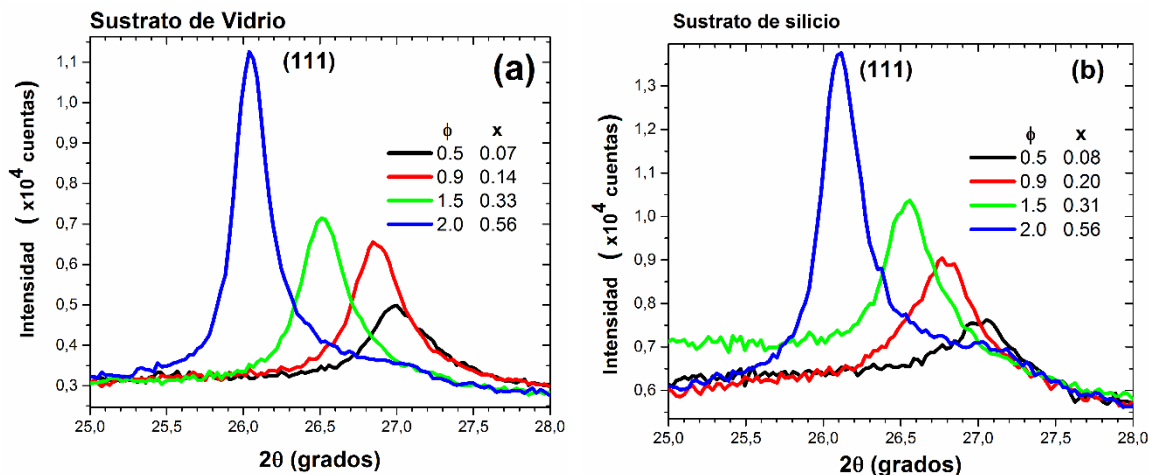 Sustrato de Vidrio
(111)
(a)
ϕ x
0.5 0.07
0.9 0.14
1.5 0.33
2.0 0.56
Intensidad ( x10⁴ cuentas)
1,1
1,0
0,9
0,8
0,7
0,6
0,5
0,4
0,3
25,0 25,5 26,0 26,5 27,0 27,5 28,0
2θ (grados)
Sustrato de silicio
(111)
(b)
ϕ x
0.5 0.08
0.9 0.20
1.5 0.31
2.0 0.56
Intensidad ( x10⁴ cuentas)
1,3
1,2
1,1
1,0
0,9
0,8
0,7
0,6
25,0 25,5 26,0 26,5 27,0 27,5 28,0
2θ (grados)